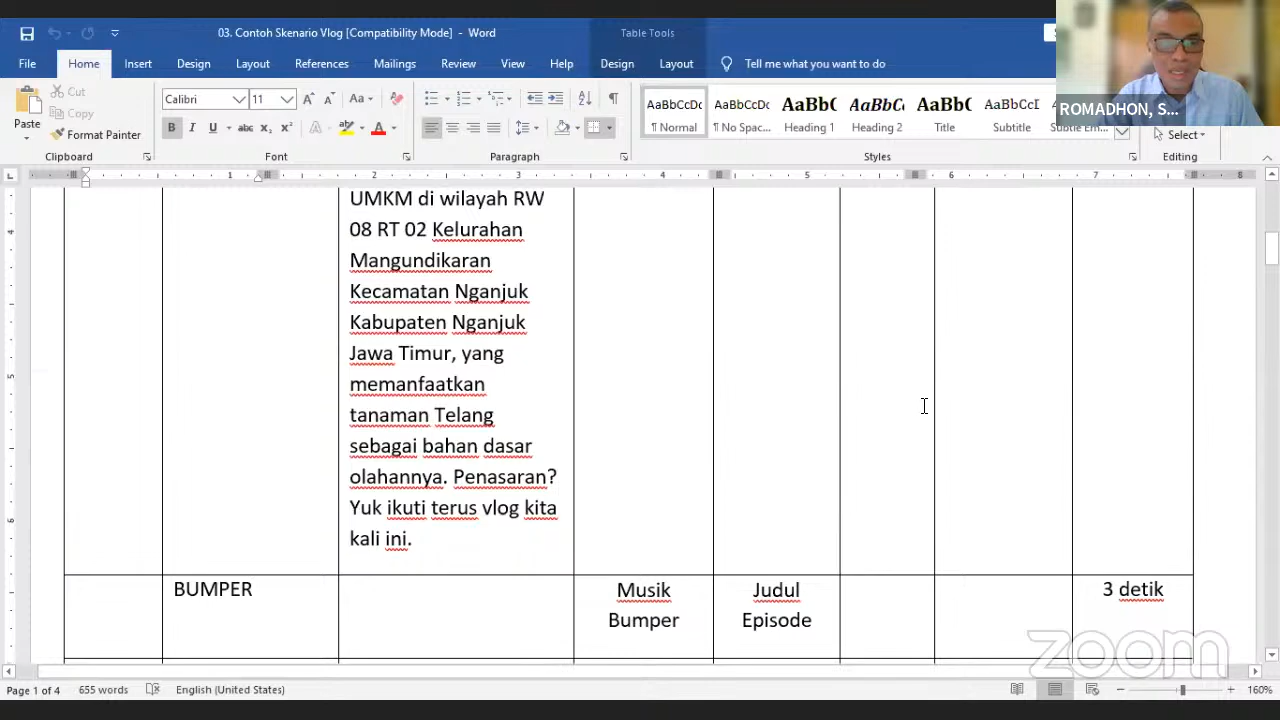 03. Contoh Skenario Vlog [Compatibility Mode] - Word
Table Tools
File Home Insert Design Layout References Mailings Review View Help Design Layout Tell me what you want to do
Paste
Cut
Copy
Format Painter
Clipboard
Calibri 11
Font
Paragraph
AaBbCcDc AaBbCcDc AaBbC AaBbCc AaBbC AaBbCcD
¶ Normal ¶ No Spac... Heading 1 Heading 2 Title Subtitle Subtle Em...
Styles
Select
Editing
ROMADHON, S...
UMKM di wilayah RW
08 RT 02 Kelurahan
Mangundikaran
Kecamatan Nganjuk
Kabupaten Nganjuk
Jawa Timur, yang
memanfaatkan
tanaman Telang
sebagai bahan dasar
olahannya. Penasaran?
Yuk ikuti terus vlog kita
kali ini.
BUMPER
Musik
Bumper
Judul
Episode
3 detik
zoom
Page 1 of 4 655 words English (United States) 160%